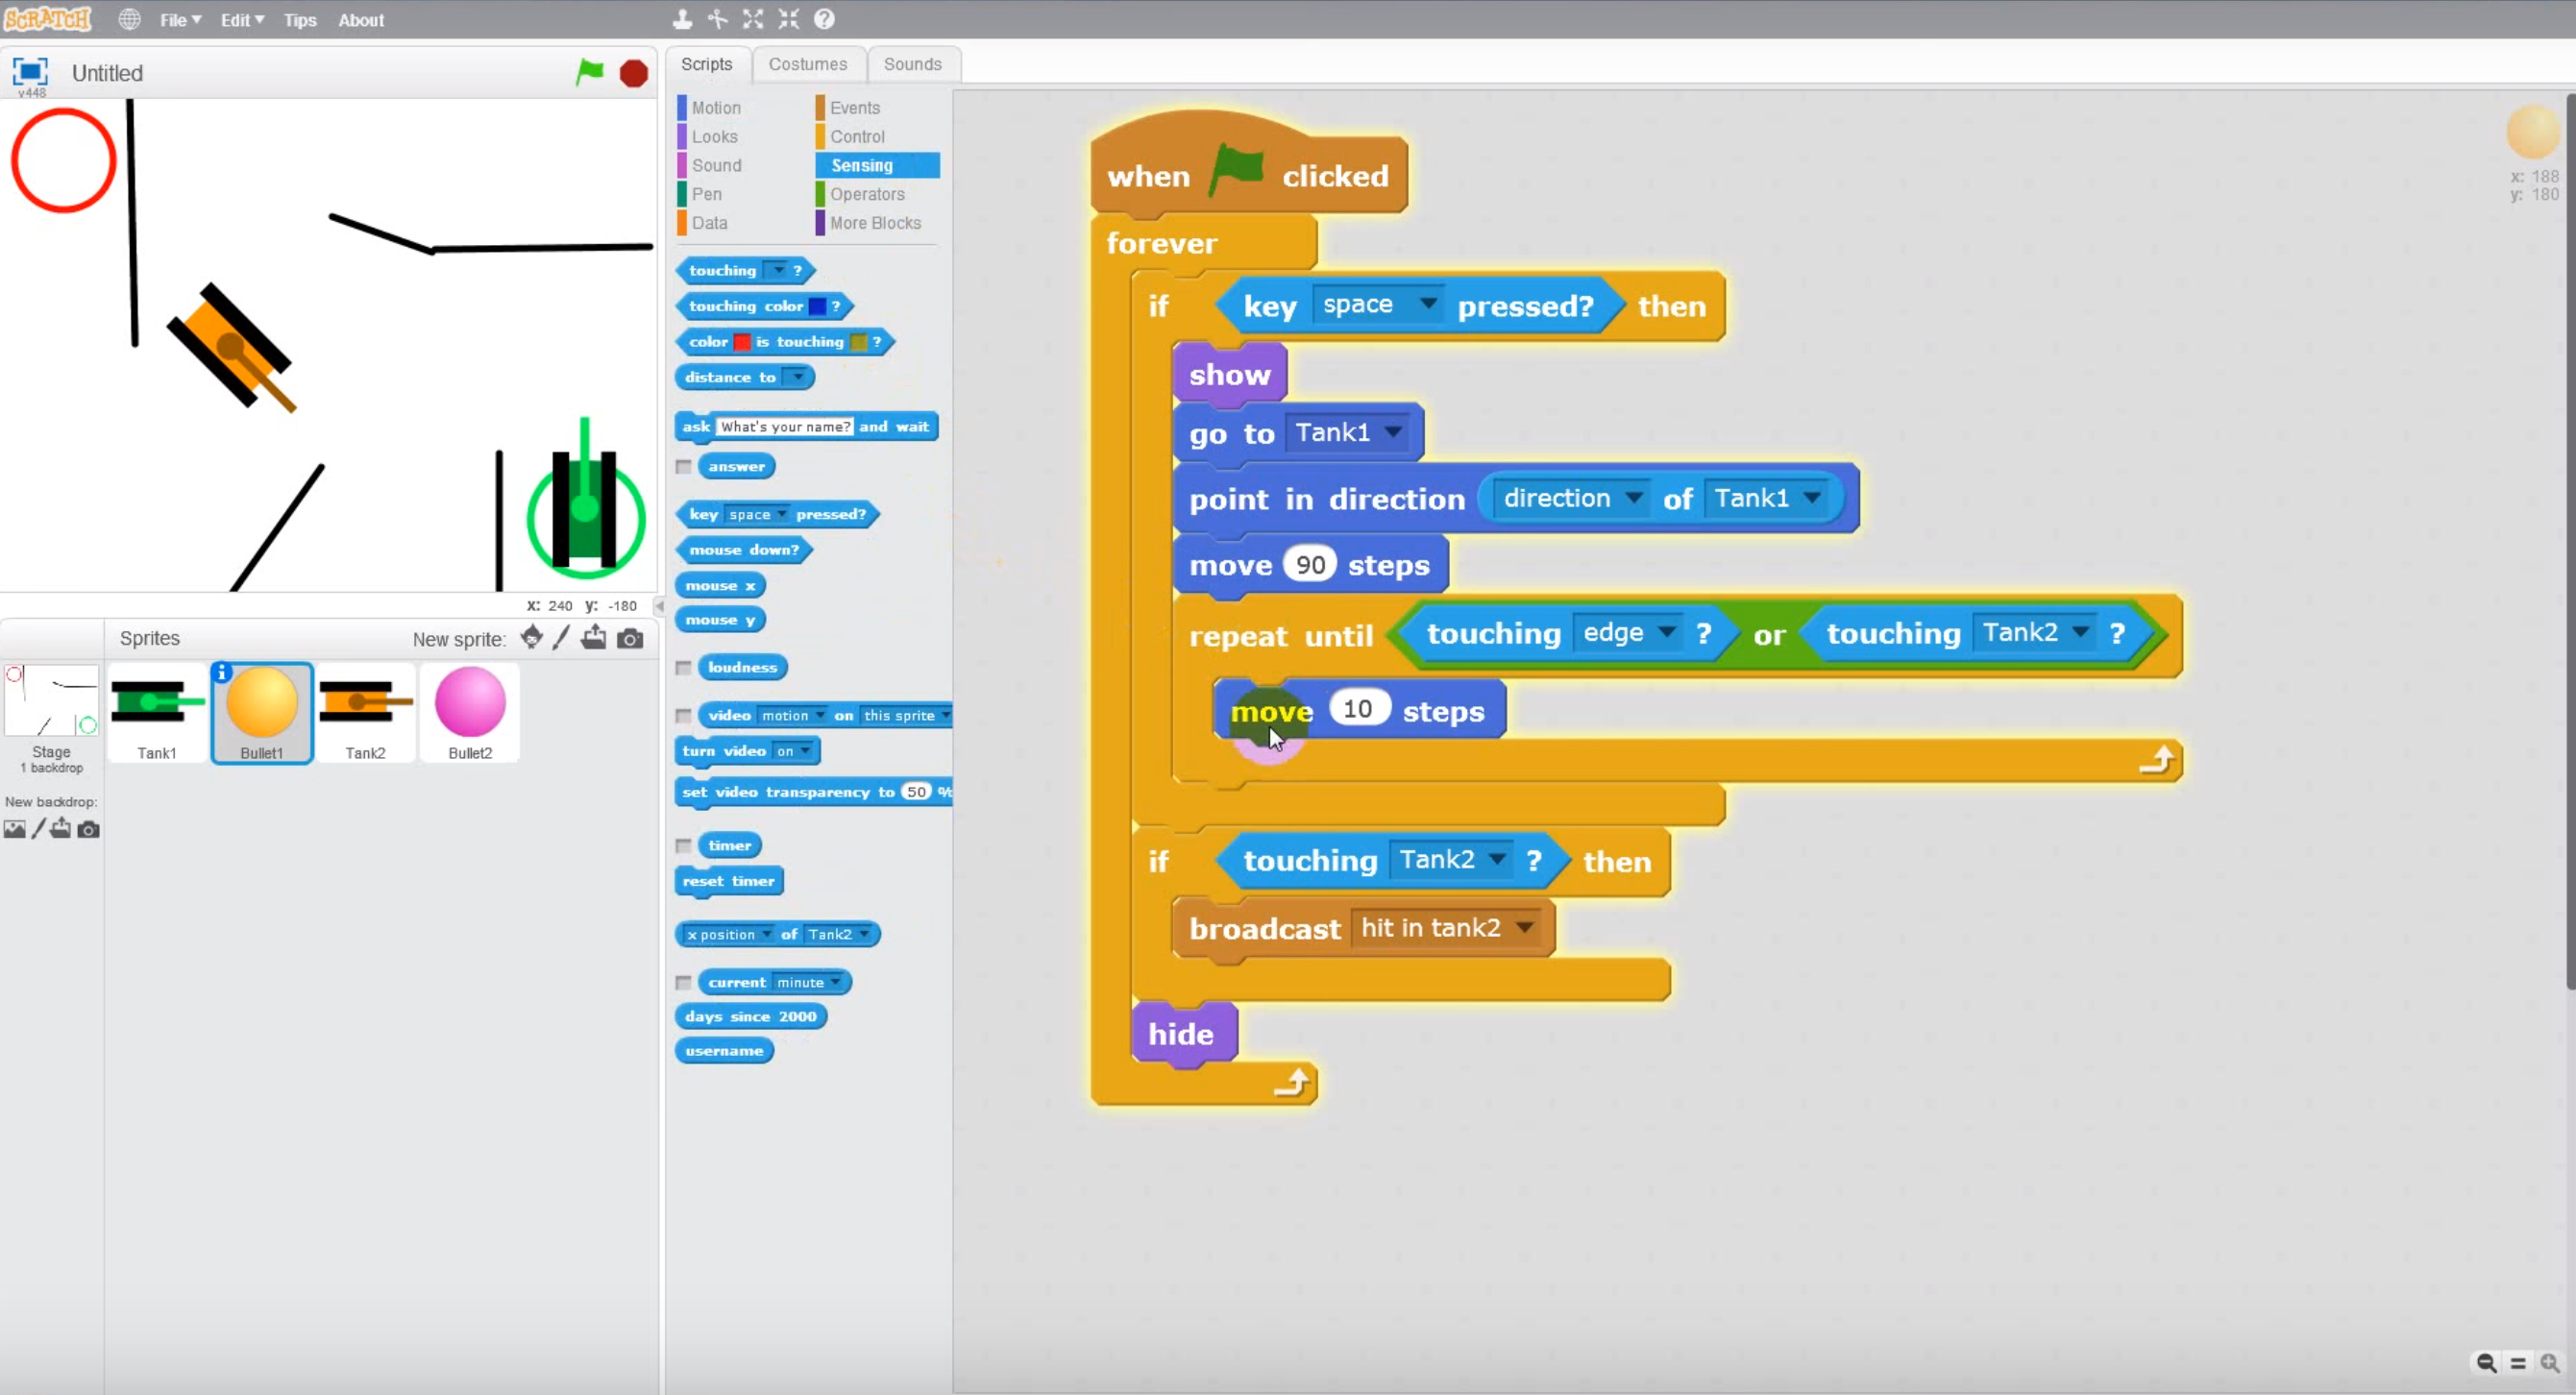 SCRATCH File Edit Tips About
Untitled
v448
Scripts Costumes Sounds
Motion Events
Looks Control
Sound Sensing
Pen Operators
Data More Blocks
touching ?
touching color ?
color is touching ?
distance to
ask What's your name? and wait
answer
key space pressed?
mouse down?
mouse x
mouse y
loudness
video motion on this sprite
turn video on
set video transparency to 50 %
timer
reset timer
x position of Tank2
current minute
days since 2000
username
x: 240 y: -180
Sprites New sprite:
Tank1 Bullet1 Tank2 Bullet2
Stage
1 backdrop
New backdrop:
when clicked
forever
if key space pressed? then
show
go to Tank1
point in direction direction of Tank1
move 90 steps
repeat until touching edge ? or touching Tank2 ?
move 10 steps
if touching Tank2 ? then
broadcast hit in tank2
hide
x: 188
y: 180